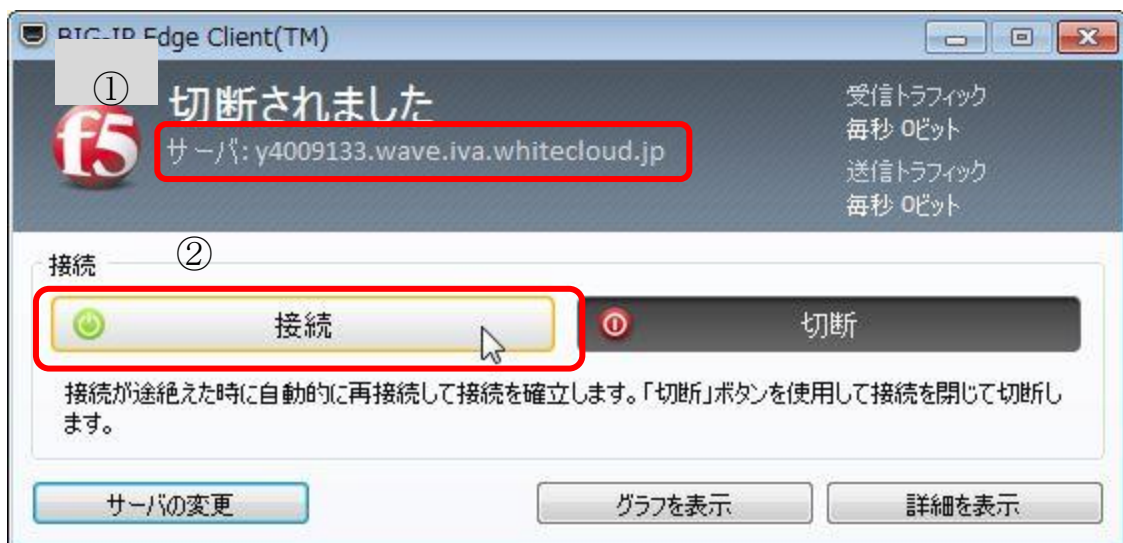 BIG-IP Edge Client(TM)
①
切断されました
サーバ: y4009133.wave.iva.whitecloud.jp
受信トラフィック
毎秒 0ビット
送信トラフィック
毎秒 0ビット
f5
②
接続
接続
切断
接続が途絶えた時に自動的に再接続して接続を確立します。「切断」ボタンを使用して接続を閉じて切断し
ます。
サーバの変更
グラフを表示
詳細を表示